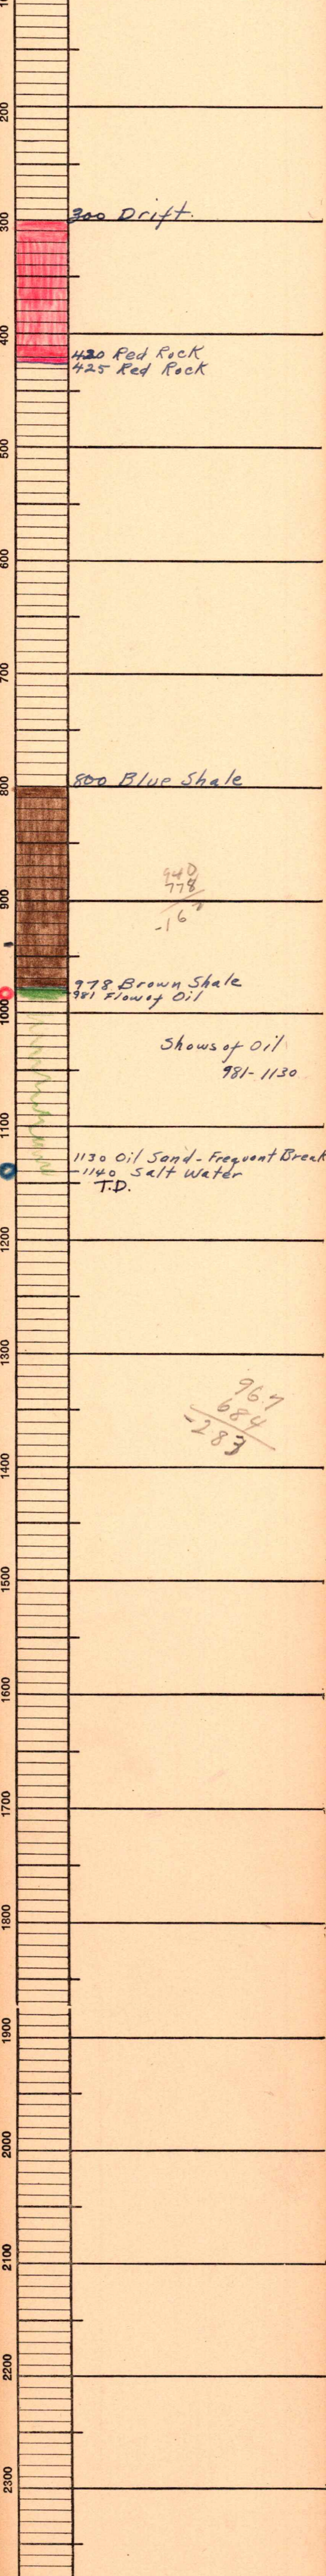 200
300
300 Drift.
400
420 Red Rock
425 Red Rock
500
600
700
800
800 Blue Shale
940
778
900
-162
978 Brown Shale
981 Flow of Oil
1000
Shows of Oil
981-1130
1100
1130 Oil Sand-Frequent Break
1140 Salt Water
T.D.
1200
1300
967
684
-283
1400
1500
1600
1700
1800
1900
2000
2100
2200
2300